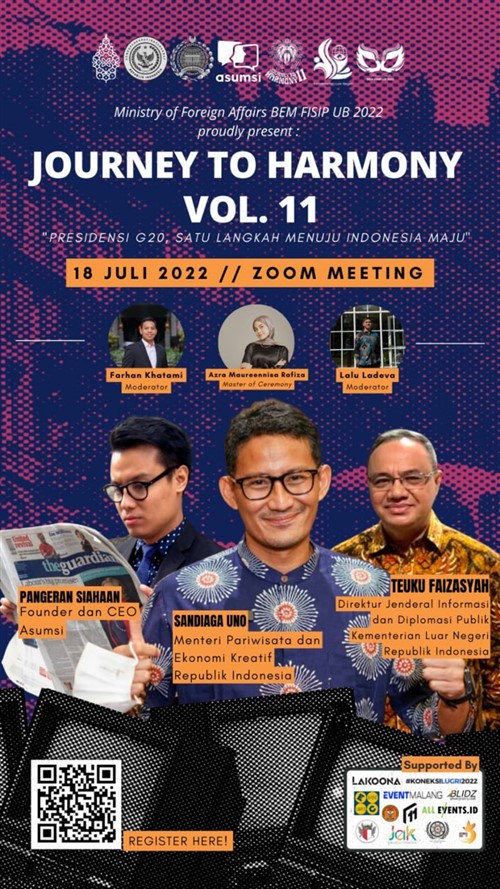 asumsi
HARMONY II
Ministry of Foreign Affairs BEM FISIP UB 2022
proudly present :
JOURNEY TO HARMONY
VOL. 11
"PRESIDENSI G20, SATU LANGKAH MENUJU INDONESIA MAJU"
18 JULI 2022 // ZOOM MEETING
Farhan Khatami
Moderator
Azra Maureennisa Rafiza
Master of Ceremony
Lalu Ladeva
Moderator
theguardian
PANGERAN SIAHAAN
Founder dan CEO
Asumsi
SANDIAGA UNO
Menteri Pariwisata dan
Ekonomi Kreatif
Republik Indonesia
TEUKU FAIZASYAH
Direktur Jenderal Informasi
dan Diplomasi Publik
Kementerian Luar Negeri
Republik Indonesia
REGISTER HERE!
Supported By
LAKOONA #KONEKSILUGRI2022
EVENTMALANG BLIDZ
ALL EVENTS.ID
jak